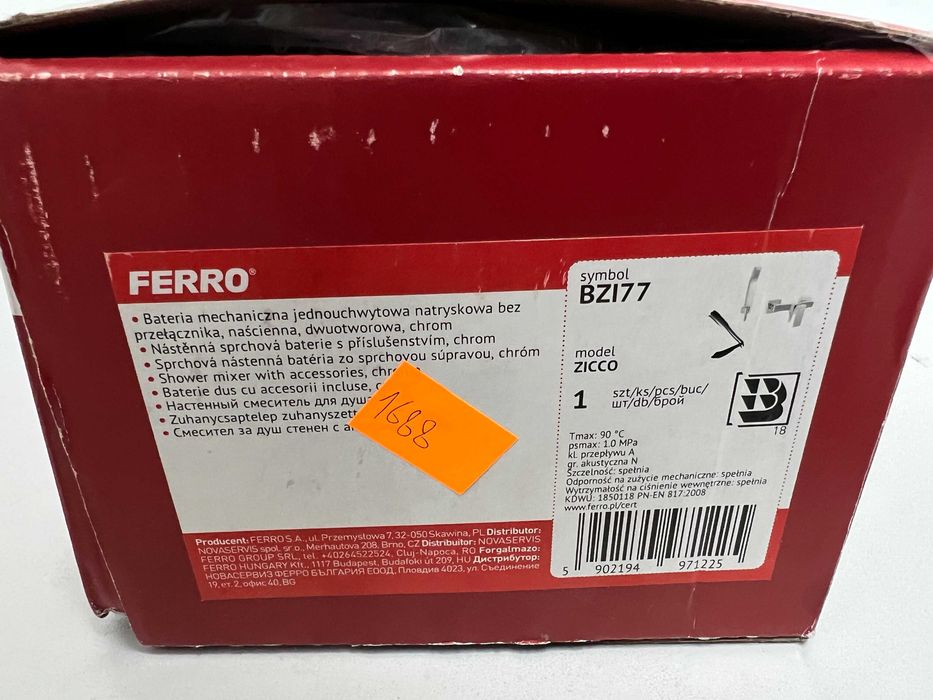 FERRO®
• Bateria mechaniczna jednouchwytowa natryskowa bez
przełącznika, naścienna, dwuotworowa, chrom
• Nástěnná sprchová baterie s příslušenstvím, chrom
• Sprchová nástenná batéria zo sprchovou súpravou, chróm
• Shower mixer with accessories,
• Baterie dus cu accesorii incluse,
• Настенный смеситель для
• Zuhanycsaptelep
• Смесител за душ стенен с
1688
symbol
BZI77
model
ZICCO
1 szt/ks/pcs/buc/
шт/db/брой
B
18
Tmax: 90 °C
psmax: 1.0 MPa
kl. przepływu A
gr. akustyczna N
Szczelność: spełnia
Odporność na zużycie mechaniczne: spełnia
Wytrzymałość na ciśnienie wewnętrzne: spełnia
KDWU: 1850118 PN-EN 817:2008
www.ferro.pl/cert
5 902194 971225
Producent: FERRO S.A., ul. Przemysłowa 7, 32-050 Skawina, PL Distributor:
NOVASERVIS spol. sr.o., Merhautova 208, Brno, CZ Distribuitor: NOVASERVIS
FERRO GROUP SRL, tel. +40264522524, Cluj-Napoca, RO Forgalmazo:
FERRO HUNGARY Kft., 1117 Budapest, Budafoki út 209, HU Дистрибутор:
НОВАСЕРВИЗ ФЕРРО БЪЛГАРИЯ ЕООД, Пловдив 4023, ул. Съединение
19, ет. 2, офис 40, BG